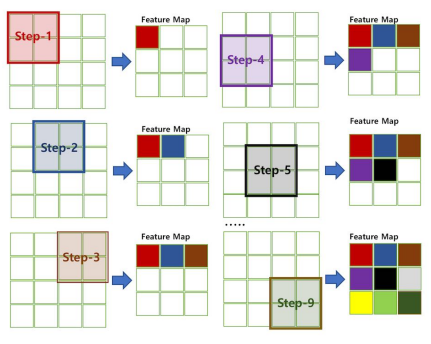 Step-1
Feature Map
Step-2
Feature Map
Step-3
Feature Map
Step-4
Feature Map
Step-5
Feature Map
.....
Step-9
Feature Map